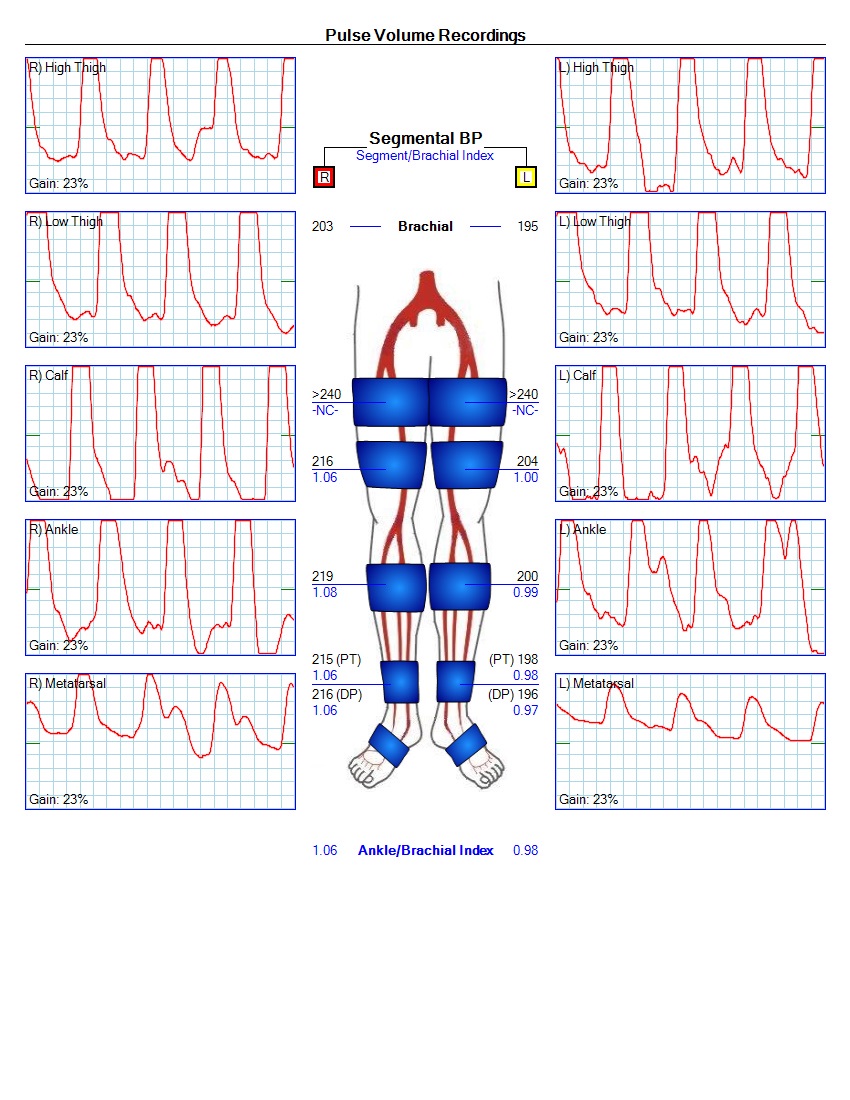 Pulse Volume Recordings
R) High Thigh
Gain: 23%
L) High Thigh
Gain: 23%
Segmental BP
Segment/Brachial Index
R
L
R) Low Thigh
Gain: 23%
203 Brachial 195
L) Low Thigh
Gain: 23%
R) Calf
Gain: 23%
>240
-NC-
>240
-NC-
L) Calf
Gain: 23%
216
1.06
204
1.00
R) Ankle
Gain: 23%
219
1.08
200
0.99
L) Ankle
Gain: 23%
215 (PT)
1.06
216 (DP)
1.06
(PT) 198
0.98
(DP) 196
0.97
R) Metatarsal
Gain: 23%
L) Metatarsal
Gain: 23%
1.06 Ankle/Brachial Index 0.98